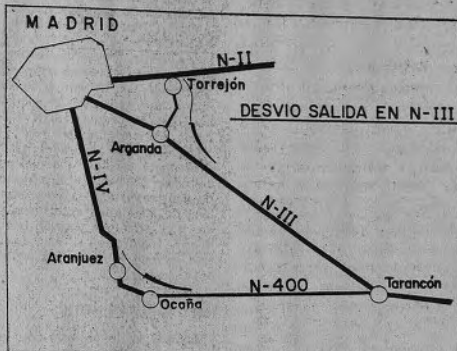 MADRID
N-II
Torrejón
DESVIO SALIDA EN N-III
Arganda
N-IV
N-III
Aranjuez
N-400
Tarancón
Ocaña